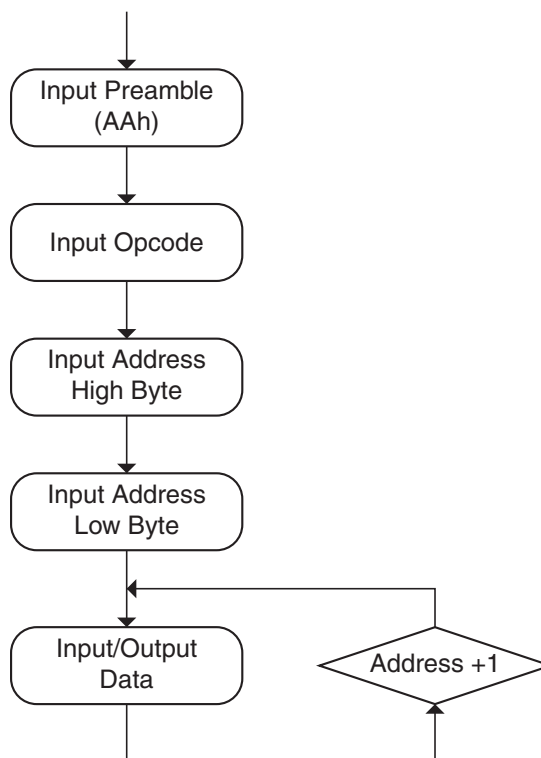 Input Preamble
(AAh)
Input Opcode
Input Address
High Byte
Input Address
Low Byte
Input/Output
Data
Address +1